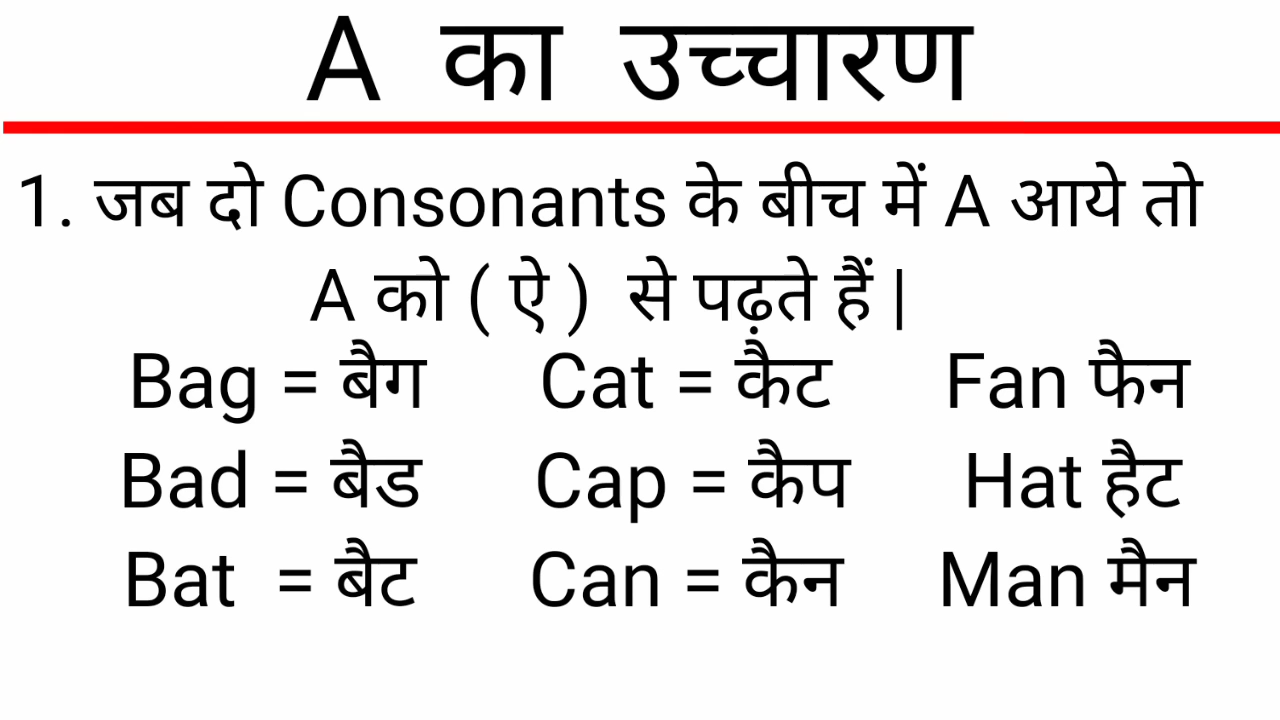 A का उच्चारण
1. जब दो Consonants के बीच में A आये तो
A को ( ऐ ) से पढ़ते हैं |
Bag = बैग Cat = कैट Fan फैन
Bad = बैड Cap = कैप Hat हैट
Bat = बैट Can = कैन Man मैन